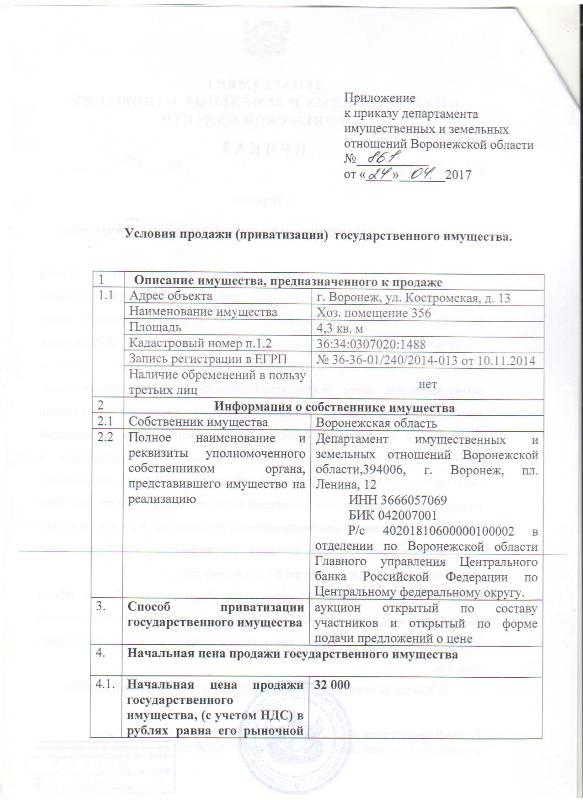 Приложение
к приказу департамента
имущественных и земельных
отношений Воронежской области
№ 861
от «24» 04. 2017
Условия продажи (приватизации) государственного имущества.
1 Описание имущества, предназначенного к продаже
1.1 Адрес объекта г. Воронеж, ул. Костромская, д. 13
Наименование имущества Хоз. помещение 356
Площадь 4,3 кв. м
Кадастровый номер п.1.2 36:34:0307020:1488
Запись регистрации в ЕГРП № 36-36-01/240/2014-013 от 10.11.2014
Наличие обременений в пользу
третьих лиц нет
2 Информация о собственнике имущества
2.1 Собственник имущества Воронежская область
2.2 Полное наименование и Департамент имущественных и
реквизиты уполномоченного земельных отношений Воронежской
собственником органа, области,394006, г. Воронеж, пл.
представившего имущество на Ленина, 12
реализацию ИНН 3666057069
БИК 042007001
Р/с 40201810600000100002 в
отделении по Воронежской области
Главного управления Центрального
банка Российской Федерации по
Центральному федеральному округу.
3. Способ приватизации аукцион открытый по составу
государственного имущества участников и открытый по форме
подачи предложений о цене
4. Начальная цена продажи государственного имущества
4.1. Начальная цена продажи 32 000
государственного
имущества, (с учетом НДС) в
рублях равна его рыночной